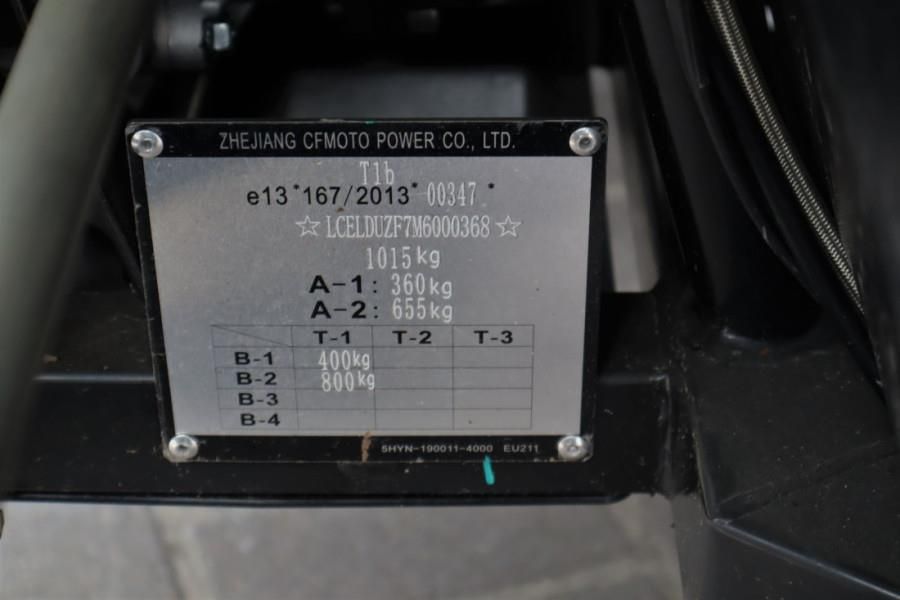 ZHEJIANG CFMOTO POWER CO., LTD.
T1b
e13*167/2013*00347*
☆LCELDUZF7M6000368☆
1015kg
A-1: 360kg
A-2: 655kg
T-1 T-2 T-3
B-1 400kg
B-2 800kg
B-3
B-4
5HYN-190011-4000 EU211